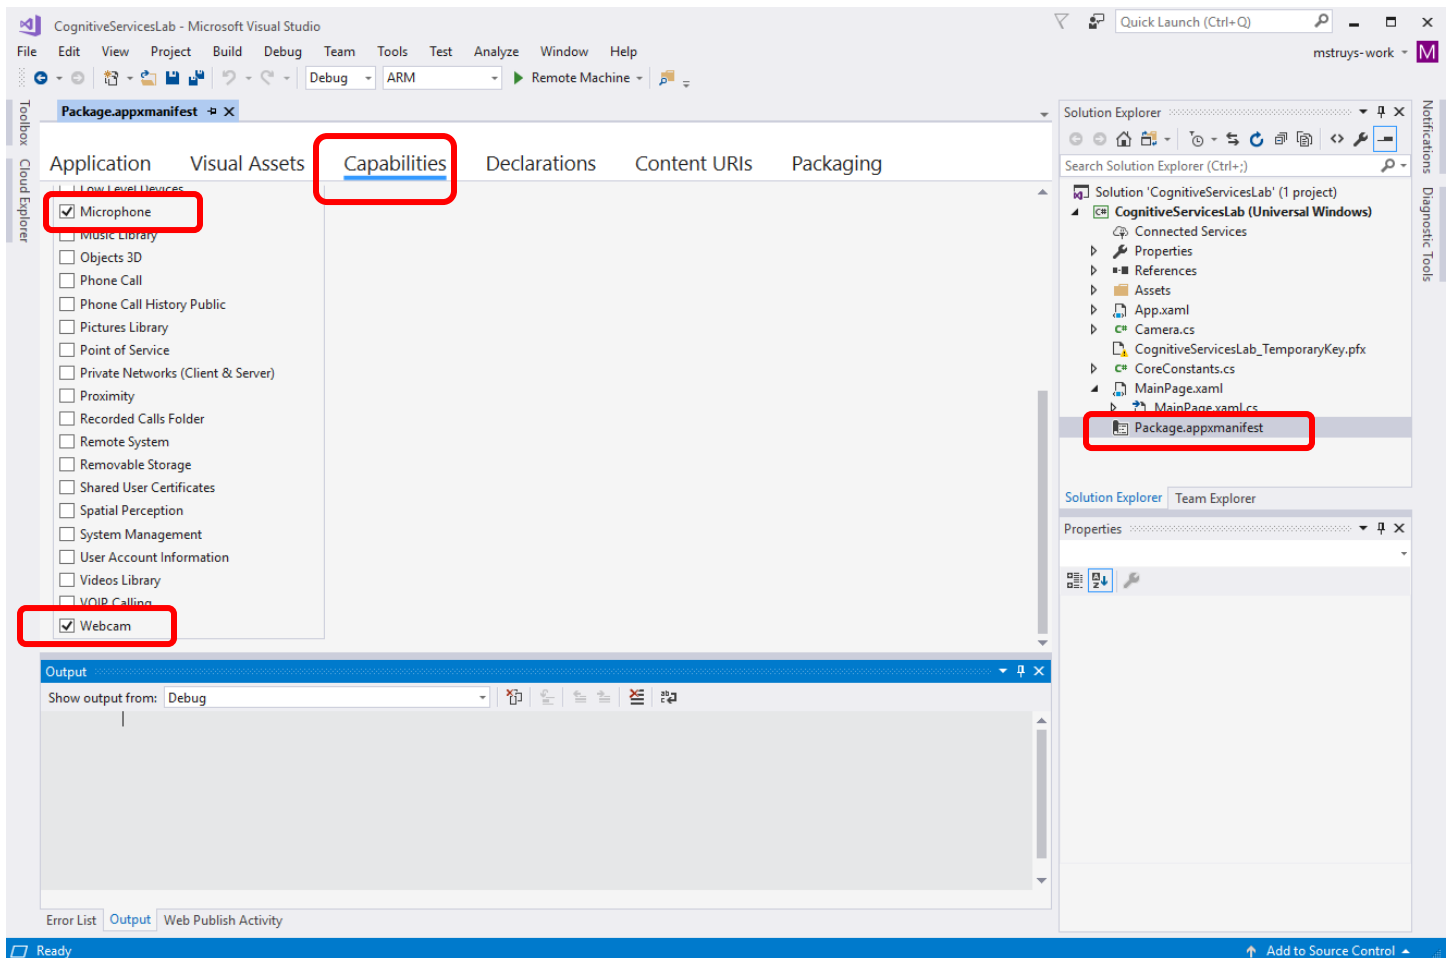 CognitiveServicesLab - Microsoft Visual Studio
Quick Launch (Ctrl+Q)
File Edit View Project Build Debug Team Tools Test Analyze Window Help
mstruys-work
M
Debug ARM Remote Machine
Toolbox
Cloud Explorer
Package.appxmanifest
Application Visual Assets Capabilities Declarations Content URIs Packaging
Low Level Devices
Microphone
Music Library
Objects 3D
Phone Call
Phone Call History Public
Pictures Library
Point of Service
Private Networks (Client & Server)
Proximity
Recorded Calls Folder
Remote System
Removable Storage
Shared User Certificates
Spatial Perception
System Management
User Account Information
Videos Library
VOIP Calling
Webcam
Output
Show output from: Debug
Error List Output Web Publish Activity
Solution Explorer
Search Solution Explorer (Ctrl+;)
Solution 'CognitiveServicesLab' (1 project)
C# CognitiveServicesLab (Universal Windows)
Connected Services
Properties
References
Assets
App.xaml
C# Camera.cs
CognitiveServicesLab_TemporaryKey.pfx
C# CoreConstants.cs
MainPage.xaml
MainPage.xaml.cs
Package.appxmanifest
Solution Explorer Team Explorer
Properties
Notifications
Diagnostic Tools
Ready
Add to Source Control